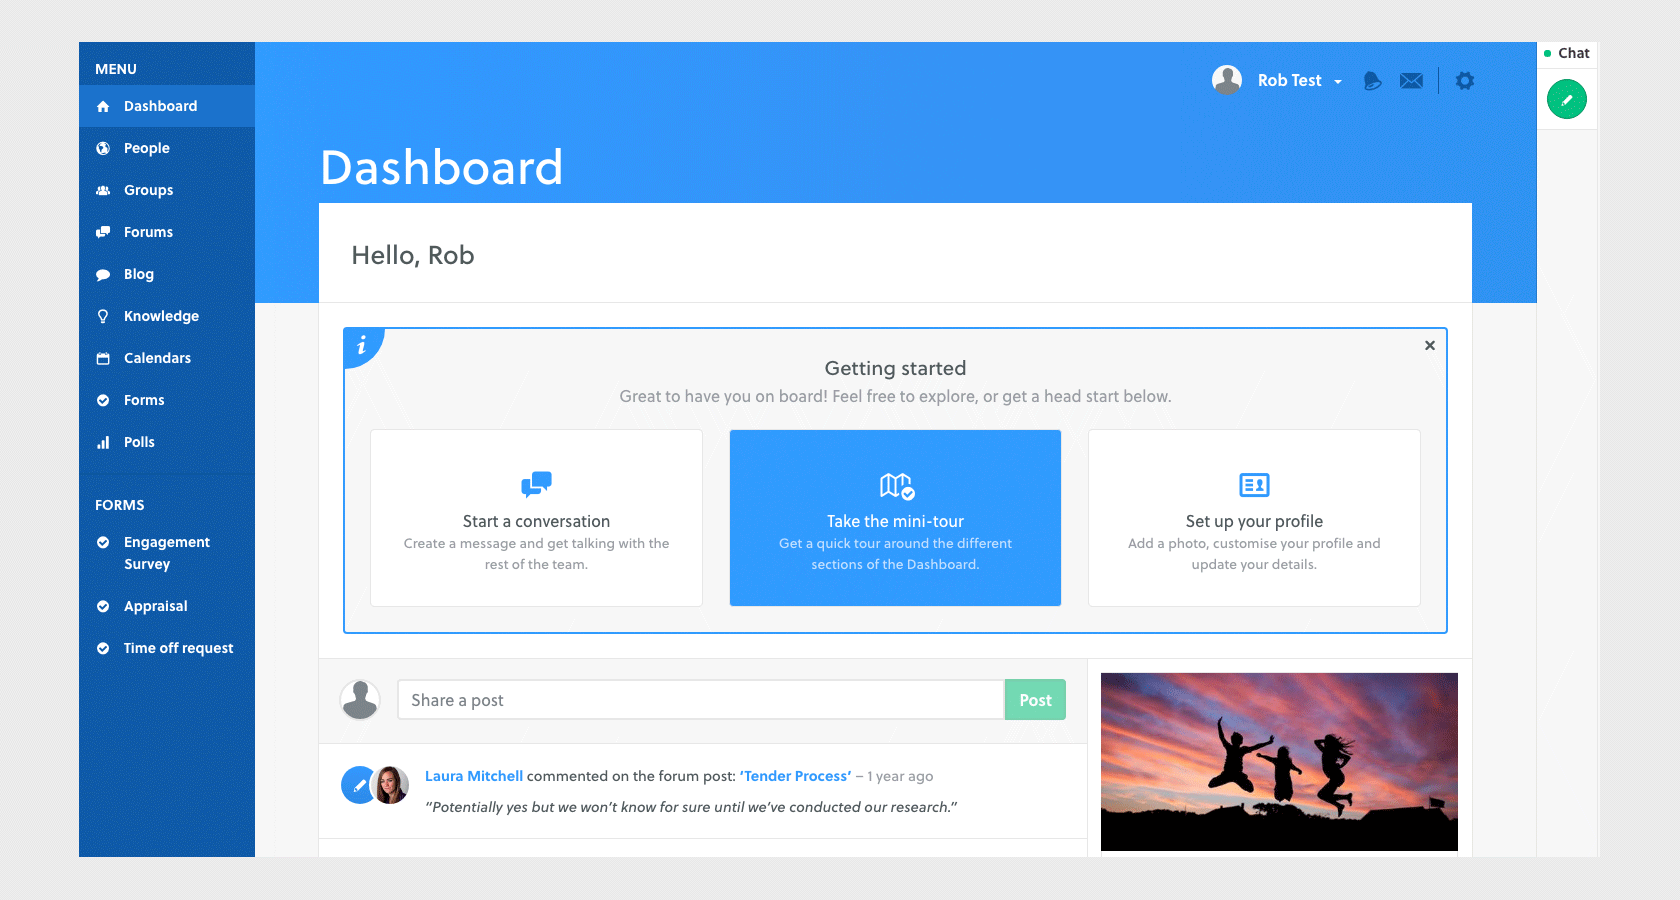 MENU
Dashboard
People
Groups
Forums
Blog
Knowledge
Calendars
Forms
Polls
FORMS
Engagement
Survey
Appraisal
Time off request
Rob Test
Chat
Dashboard
Hello, Rob
i
Getting started
Great to have you on board! Feel free to explore, or get a head start below.
Start a conversation
Create a message and get talking with the
rest of the team.
Take the mini-tour
Get a quick tour around the different
sections of the Dashboard.
Set up your profile
Add a photo, customise your profile and
update your details.
Share a post
Post
Laura Mitchell commented on the forum post: ‘Tender Process’ – 1 year ago
“Potentially yes but we won’t know for sure until we’ve conducted our research.”